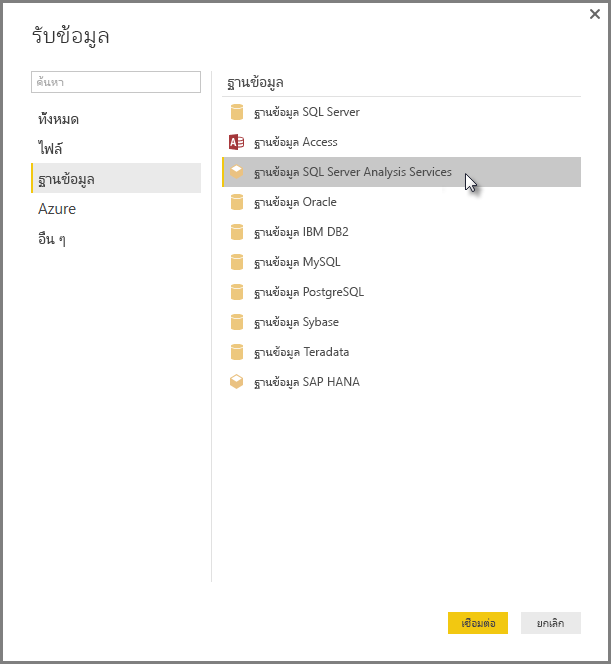 รับข้อมูล
ค้นหา
ทั้งหมด
ไฟล์
ฐานข้อมูล
Azure
อื่น ๆ
ฐานข้อมูล
ฐานข้อมูล SQL Server
ฐานข้อมูล Access
ฐานข้อมูล SQL Server Analysis Services
ฐานข้อมูล Oracle
ฐานข้อมูล IBM DB2
ฐานข้อมูล MySQL
ฐานข้อมูล PostgreSQL
ฐานข้อมูล Sybase
ฐานข้อมูล Teradata
ฐานข้อมูล SAP HANA
เชื่อมต่อ
ยกเลิก